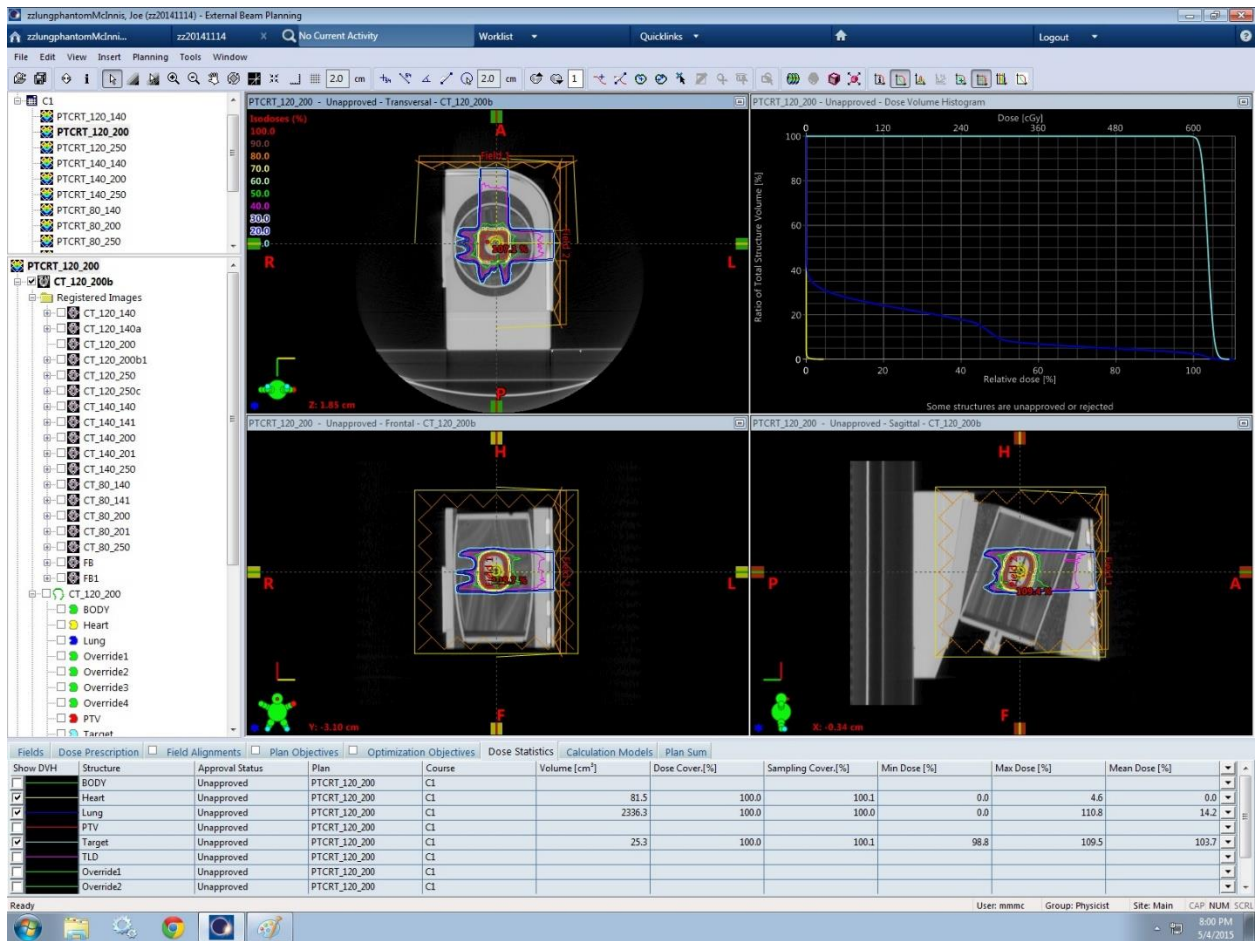 zzlungphantomMcInnis, Joe (zz20141114) - External Beam Planning
zzlungphantomMcInni... zz20141114 X No Current Activity Worklist Quicklinks Logout
File Edit View Insert Planning Tools Window
2.0 cm 2.0 cm 1
C1
PTCRT_120_140
PTCRT_120_200
PTCRT_120_250
PTCRT_140_140
PTCRT_140_200
PTCRT_140_250
PTCRT_80_140
PTCRT_80_200
PTCRT_80_250
PTCRT_120_200
CT_120_200b
Registered Images
CT_120_140
CT_120_140a
CT_120_200
CT_120_200b1
CT_120_250
CT_120_250c
CT_140_140
CT_140_141
CT_140_200
CT_140_201
CT_140_250
CT_80_140
CT_80_141
CT_80_200
CT_80_201
CT_80_250
FB
FB1
CT_120_200
BODY
Heart
Lung
Override1
Override2
Override3
Override4
PTV
Target
PTCRT_120_200 - Unapproved - Transversal - CT_120_200b
Isodoses (%)
100.0
90.0
80.0
70.0
60.0
50.0
40.0
30.0
20.0
A
Field 1
Field 2
R
L
P
Z: 1.85 cm
PTCRT_120_200 - Unapproved - Dose Volume Histogram
Dose [cGy]
0 120 240 360 480 600
Ratio of Total Structure Volume [%]
100
80
60
40
20
0
0 20 40 60 80 100
Relative dose [%]
Some structures are unapproved or rejected
PTCRT_120_200 - Unapproved - Frontal - CT_120_200b
H
R
L
F
Y: -3.10 cm
PTCRT_120_200 - Unapproved - Sagittal - CT_120_200b
H
P
A
F
X: -0.34 cm
Fields Dose Prescription Field Alignments Plan Objectives Optimization Objectives Dose Statistics Calculation Models Plan Sum
Show DVH Structure Approval Status Plan Course Volume [cm³] Dose Cover.[%] Sampling Cover.[%] Min Dose [%] Max Dose [%] Mean Dose [%]
BODY Unapproved PTCRT_120_200 C1
Heart Unapproved PTCRT_120_200 C1 81.5 100.0 100.1 0.0 4.6 0.0
Lung Unapproved PTCRT_120_200 C1 2336.3 100.0 100.0 0.0 110.8 14.2
PTV Unapproved PTCRT_120_200 C1
Target Unapproved PTCRT_120_200 C1 25.3 100.0 100.1 98.8 109.5 103.7
TLD Unapproved PTCRT_120_200 C1
Override1 Unapproved PTCRT_120_200 C1
Override2 Unapproved PTCRT_120_200 C1
Ready User: mmmc Group: Physicist Site: Main CAP NUM SCRL
8:00 PM
5/4/2015